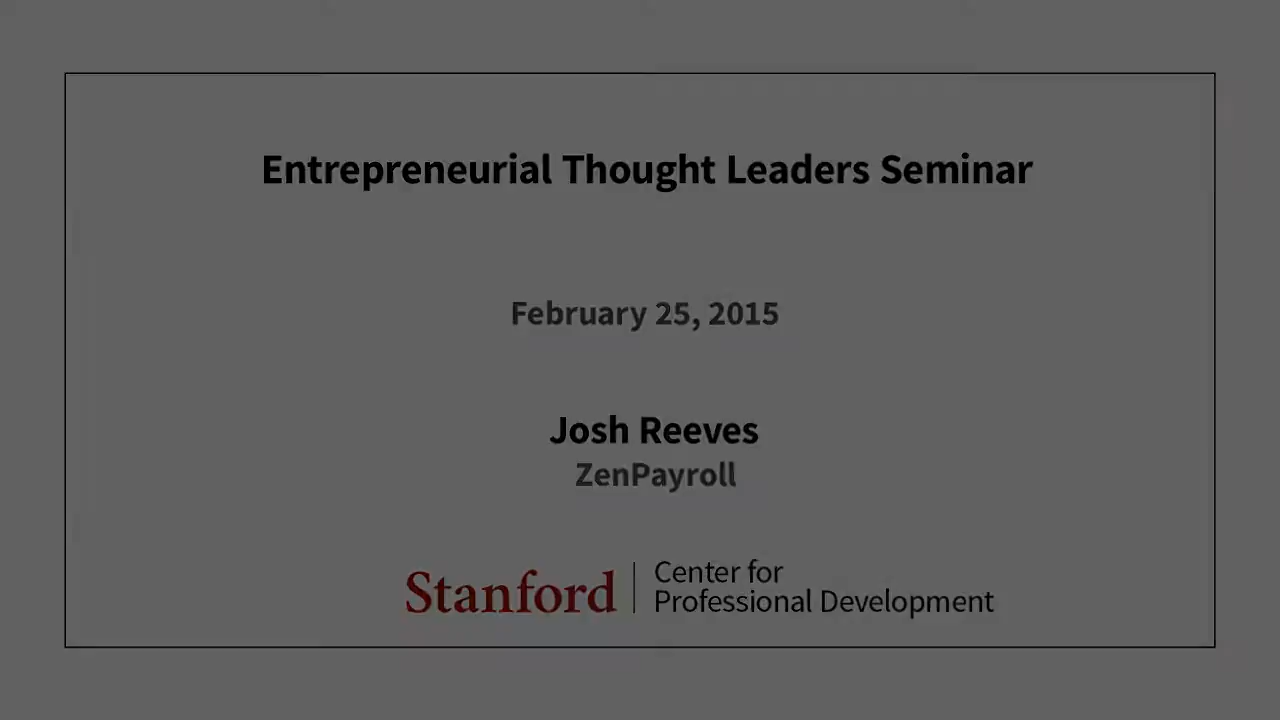 Entrepreneurial Thought Leaders Seminar
February 25, 2015
Josh Reeves
ZenPayroll
Stanford
Center for
Professional Development